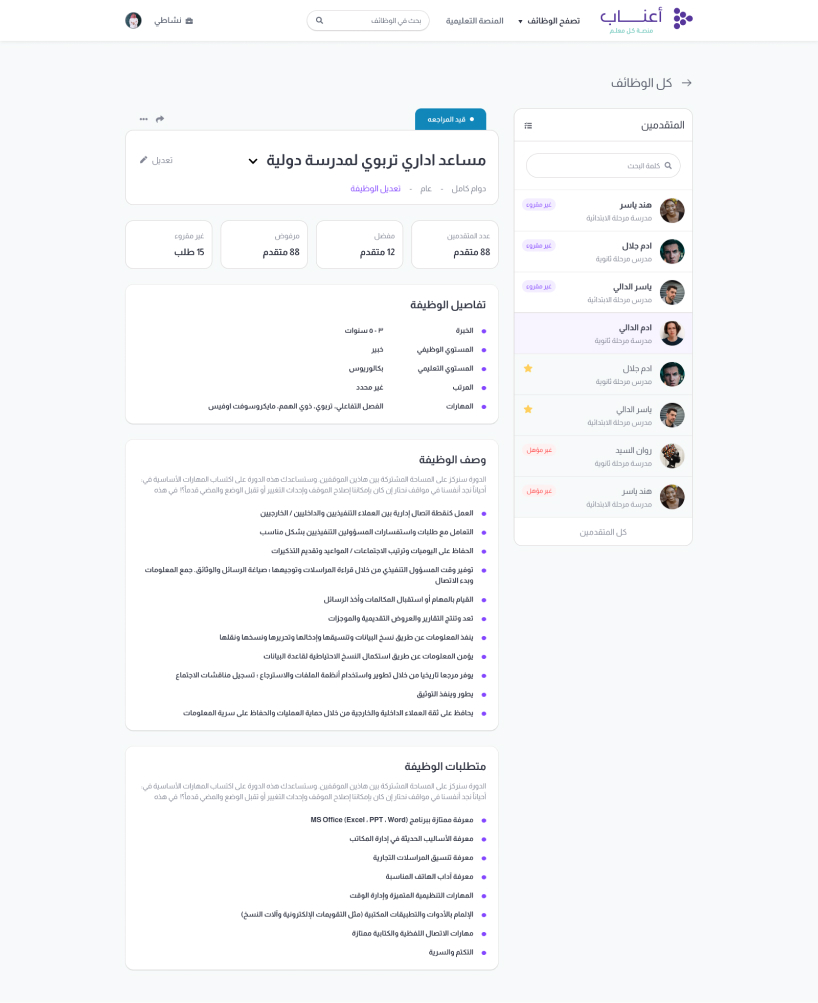 أعناب
منصة كل معلم
تصفح الوظائف
المنصة التعليمية
بحث في الوظائف
نشاطي
كل الوظائف
المتقدمين
كلمة البحث
هند ياسر
غير مقروء
مدرسة مرحلة الابتدائية
ادم جلال
غير مقروء
مدرس مرحلة ثانوية
ياسر الدالي
غير مقروء
مدرس مرحلة الابتدائية
ادم الدالي
مدرسة مرحلة ثانوية
ادم جلال
مدرس مرحلة ثانوية
ياسر الدالي
مدرس مرحلة الابتدائية
روان السيد
غير مؤهل
مدرسة مرحلة ثانوية
هند ياسر
غير مؤهل
مدرسة مرحلة الابتدائية
كل المتقدمين
قيد المراجعه
مساعد اداري تربوي لمدرسة دولية
تعديل
دوام كامل - عام - تعديل الوظيفة
عدد المتقدمين
88 متقدم
مفضل
12 متقدم
مرفوض
88 متقدم
غير مقروء
15 طلب
تفاصيل الوظيفة
الخبرة ٣ - ٥ سنوات
المستوي الوظيفي خبير
المستوي التعليمي بكالوريوس
المرتب غير محدد
المهارات الفصل التفاعلي، تربوي، ذوي الهمم، مايكروسوفت اوفيس
وصف الوظيفة
الدورة سنركز على المساحة المشتركة بين هاذين الموقفين. وستساعدك هذه الدورة على اكتساب المهارات الأساسية في:
أحياناً نجد أنفسنا في مواقف نحتار إن كان بإمكاننا إصلاح الموقف وإحداث التغيير أو تقبل الوضع والمضي قدماً؟! في هذه
العمل كنقطة اتصال إدارية بين العملاء التنفيذيين والداخليين / الخارجيين
التعامل مع طلبات واستفسارات المسؤولين التنفيذيين بشكل مناسب
الحفاظ على اليوميات وترتيب الاجتماعات / المواعيد وتقديم التذكيرات
توفير وقت المسؤول التنفيذي من خلال قراءة المراسلات وتوجيهها ؛ صياغة الرسائل والوثائق. جمع المعلومات
وبدء الاتصال
القيام بالمهام أو استقبال المكالمات وأخذ الرسائل
تعد وتنتج التقارير والعروض التقديمية والموجزات
ينفذ المعلومات عن طريق نسخ البيانات وتنسيقها وإدخالها وتحريرها ونسخها ونقلها
يؤمن المعلومات عن طريق استكمال النسخ الاحتياطية لقاعدة البيانات
يوفر مرجعا تاريخيا من خلال تطوير واستخدام أنظمة الملفات والاسترجاع ؛ تسجيل مناقشات الاجتماع
يطور وينفذ التوثيق
يحافظ على ثقة العملاء الداخلية والخارجية من خلال حماية العمليات والحفاظ على سرية المعلومات
متطلبات الوظيفة
الدورة سنركز على المساحة المشتركة بين هاذين الموقفين. وستساعدك هذه الدورة على اكتساب المهارات الأساسية في:
أحياناً نجد أنفسنا في مواقف نحتار إن كان بإمكاننا إصلاح الموقف وإحداث التغيير أو تقبل الوضع والمضي قدماً؟! في هذه
معرفة ممتازة ببرنامج MS Office (Excel ، PPT ، Word)
معرفة الأساليب الحديثة في إدارة المكاتب
معرفة تنسيق المراسلات التجارية
معرفة آداب الهاتف المناسبة
المهارات التنظيمية المتميزة وإدارة الوقت
الإلمام بالأدوات والتطبيقات المكتبية (مثل التقويمات الإلكترونية وآلات النسخ)
مهارات الاتصال اللفظية والكتابية ممتازة
التكتم والسرية